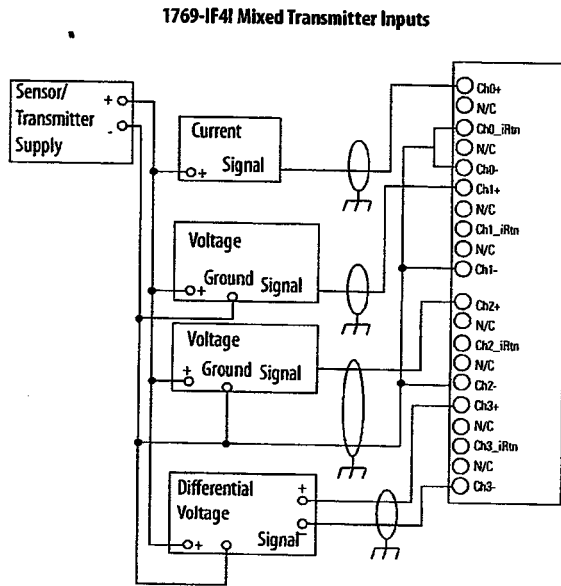 1769-IF4I Mixed Transmitter Inputs
Sensor/
Transmitter
Supply
+
-
Current
Signal
+
Voltage
Ground Signal
+
Voltage
Ground Signal
+
Differential
Voltage
Signal
+
-
+
Ch0+
N/C
Ch0_iRtn
N/C
Ch0-
Ch1+
N/C
Ch1_iRtn
N/C
Ch1-
Ch2+
N/C
Ch2_iRtn
N/C
Ch2-
Ch3+
N/C
Ch3_iRtn
N/C
Ch3-